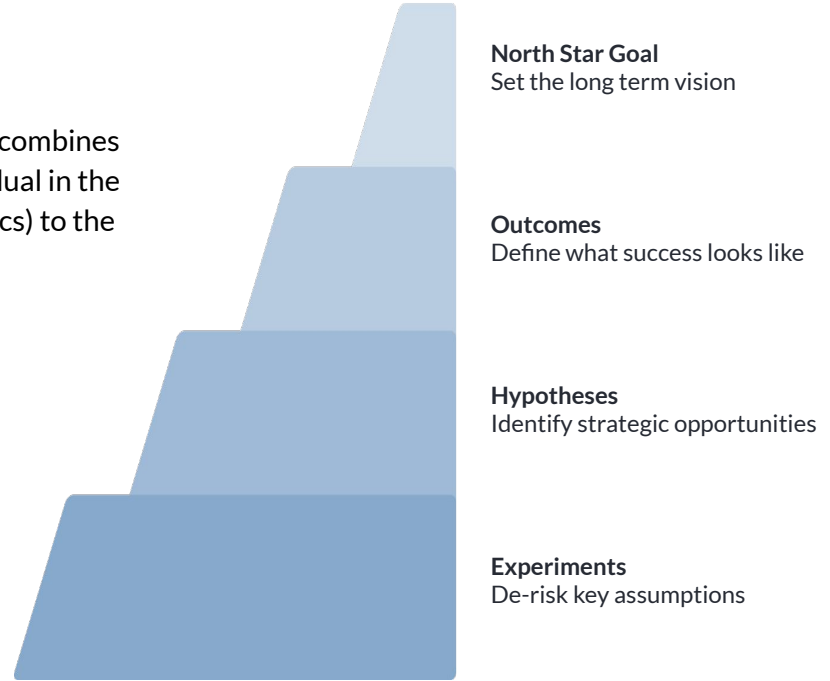 combines
dual in the
cs) to the
North Star Goal
Set the long term vision
Outcomes
Define what success looks like
Hypotheses
Identify strategic opportunities
Experiments
De-risk key assumptions